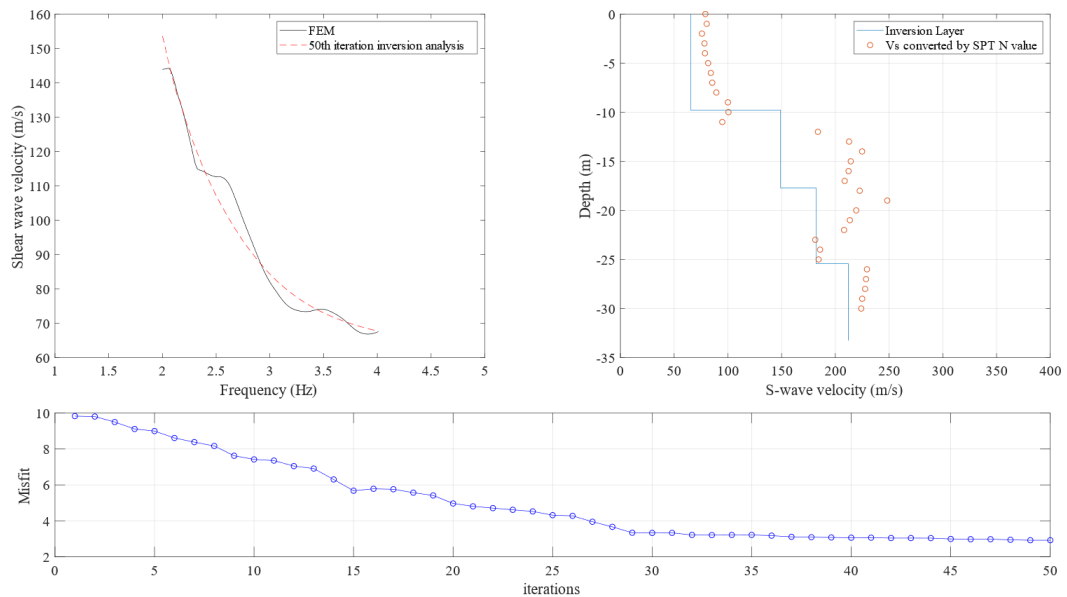 160
150
140
130
120
110
100
90
80
70
60
Shear wave velocity (m/s)
FEM
50th iteration inversion analysis
1 1.5 2 2.5 3 3.5 4 4.5 5
Frequency (Hz)
0
-5
-10
-15
-20
-25
-30
-35
Depth (m)
Inversion Layer
Vs converted by SPT N value
0 50 100 150 200 250 300 350 400
S-wave velocity (m/s)
10
8
6
4
2
Misfit
0 5 10 15 20 25 30 35 40 45 50
iterations